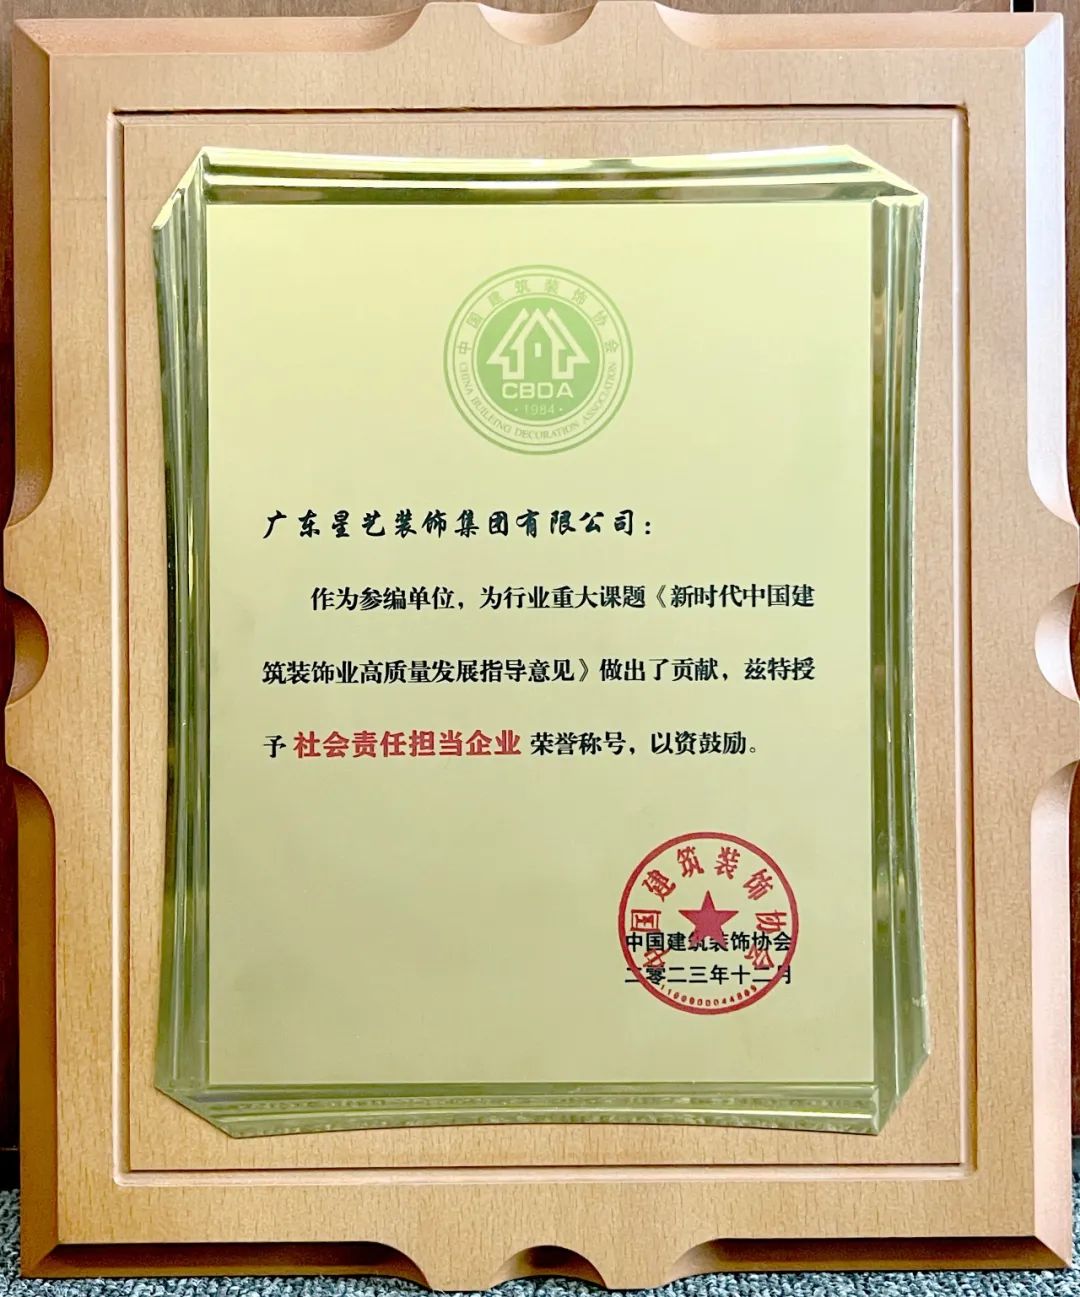 中国建筑装饰协会
CBDA
·1984·
CHINA BUILDING DECORATION ASSOCIATION
广东星艺装饰集团有限公司：
作为参编单位，为行业重大课题《新时代中国建
筑装饰业高质量发展指导意见》做出了贡献，兹特授
予 社会责任担当企业 荣誉称号，以资鼓励。
中国建筑装饰协会
中国建筑装饰协会
二零二三年十二月